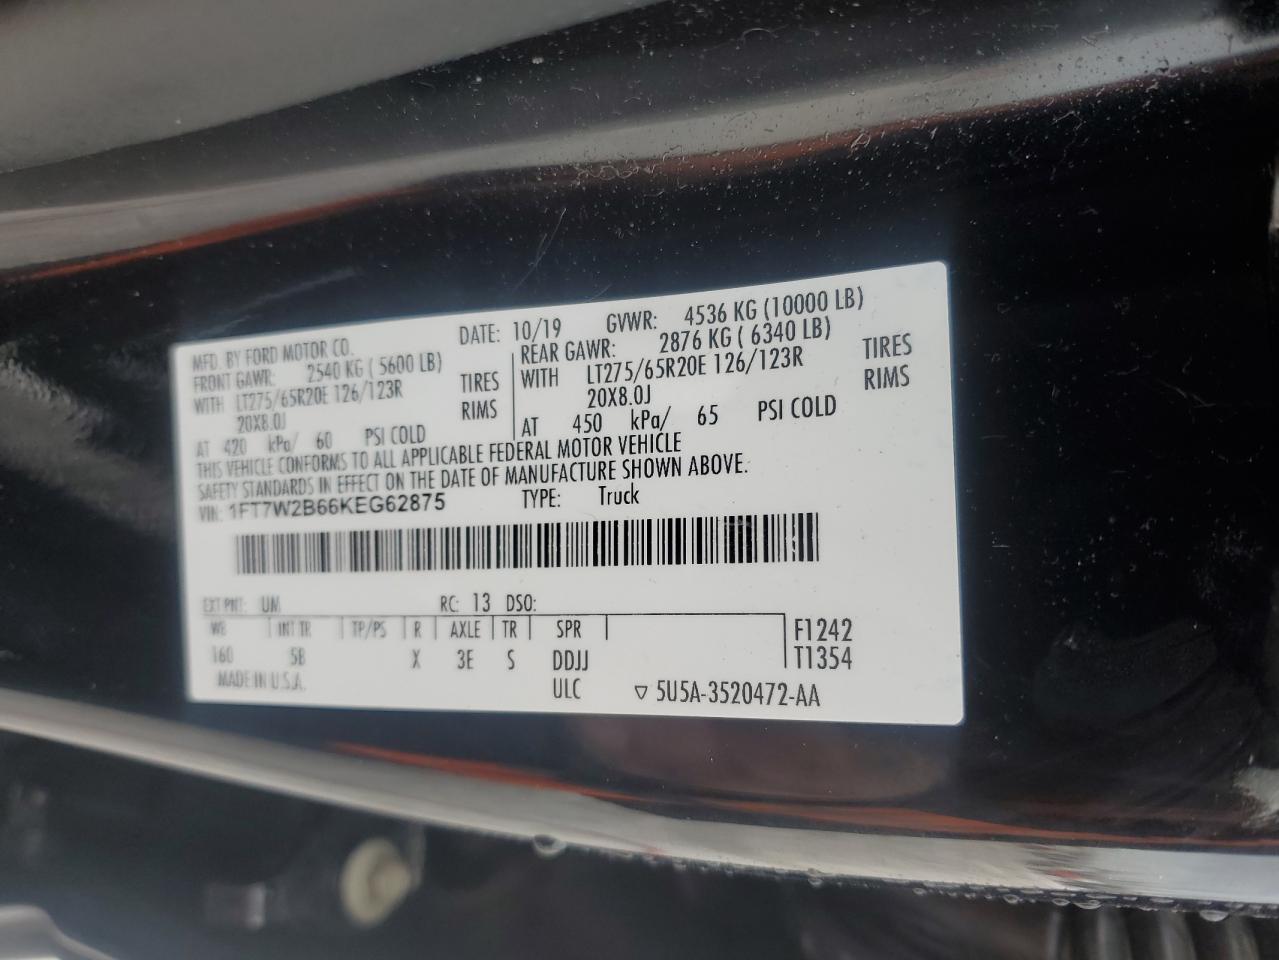 MFD. BY FORD MOTOR CO.
DATE: 10/19 GVWR: 4536 KG (10000 LB)
FRONT GAWR: 2540 KG ( 5600 LB)
WITH LT275/65R20E 126/123R TIRES
20X8.0J RIMS
AT 420 kPa/ 60 PSI COLD
REAR GAWR: 2876 KG ( 6340 LB)
WITH LT275/65R20E 126/123R TIRES
20X8.0J RIMS
AT 450 kPa/ 65 PSI COLD
THIS VEHICLE CONFORMS TO ALL APPLICABLE FEDERAL MOTOR VEHICLE
SAFETY STANDARDS IN EFFECT ON THE DATE OF MANUFACTURE SHOWN ABOVE.
VIN: 1FT7W2B66KEG62875 TYPE: Truck
EXT PNT: UM RC: 13 DSO:
WB INT TR TP/PS R AXLE TR SPR F1242
160 5B X 3E S DDJJ T1354
MADE IN U.S.A. ULC ▽ 5U5A-3520472-AA